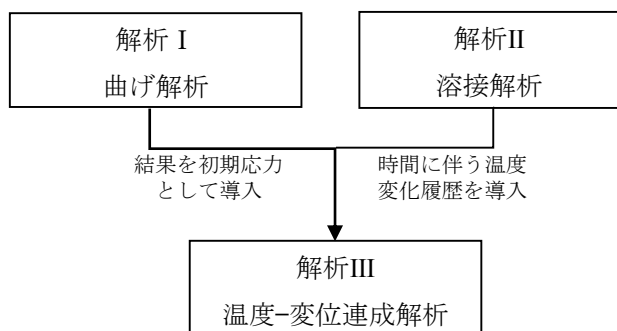 解析 Ⅰ
曲げ解析
解析Ⅱ
溶接解析
結果を初期応力
として導入
時間に伴う温度
変化履歴を導入
解析Ⅲ
温度−変位連成解析